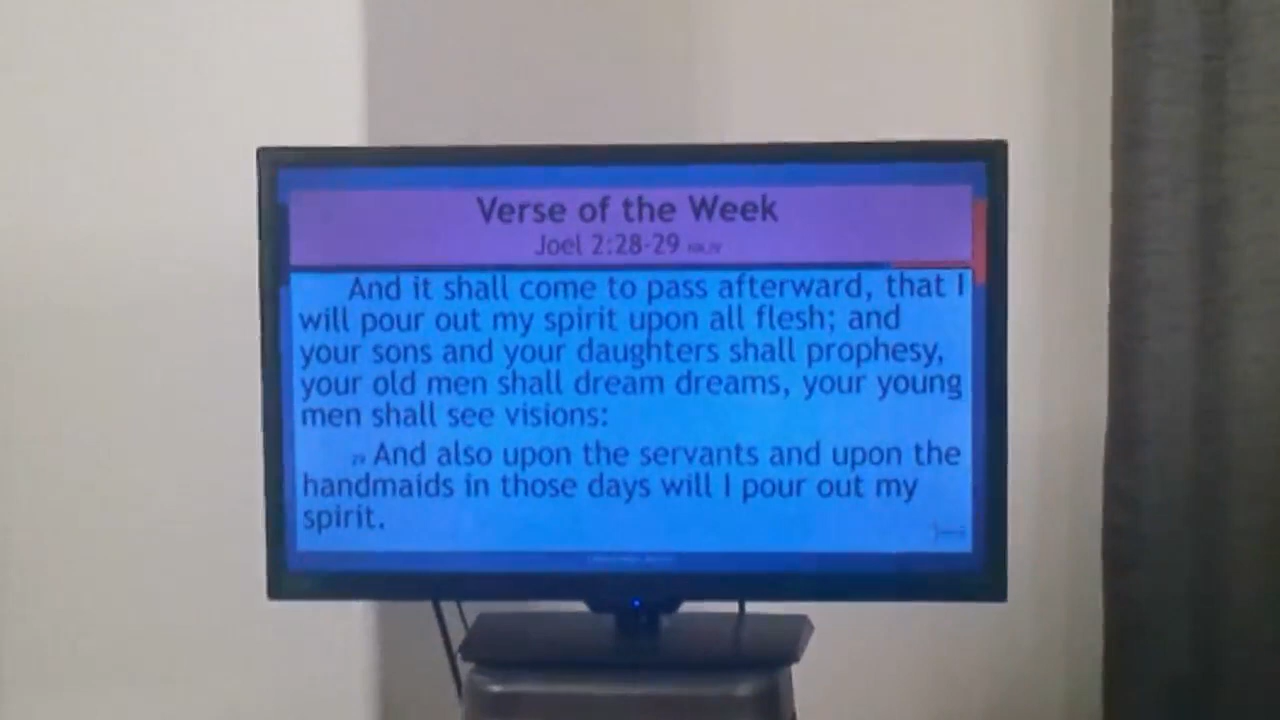 Verse of the Week
Joel 2:28-29
And it shall come to pass afterward, that I
will pour out my spirit upon all flesh; and
your sons and your daughters shall prophesy,
your old men shall dream dreams, your young
men shall see visions:
29 And also upon the servants and upon the
handmaids in those days will I pour out my
spirit.